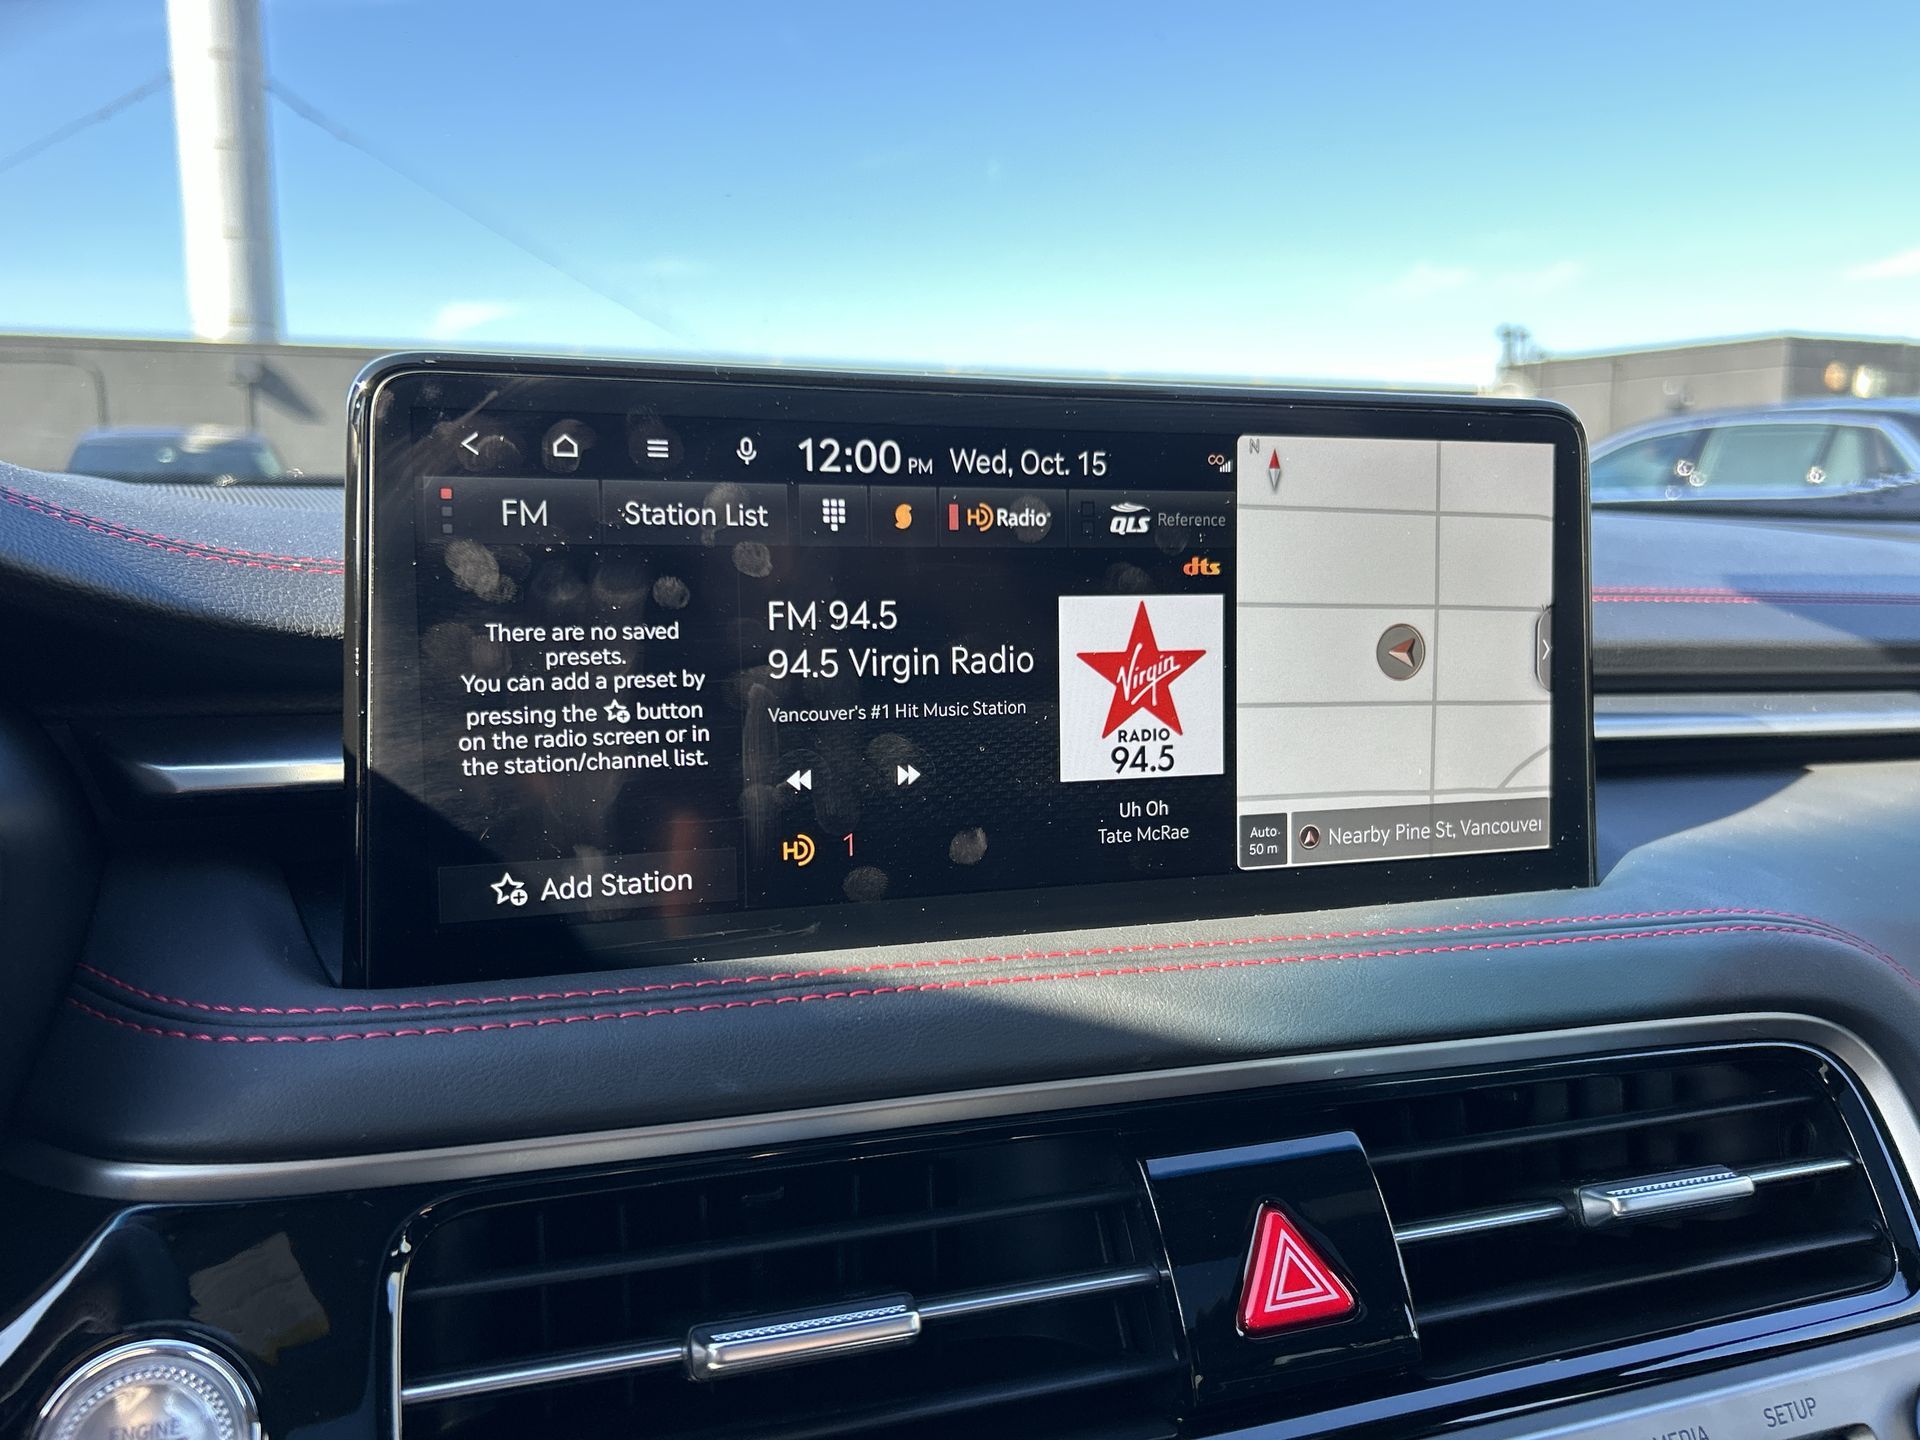 12:00 PM Wed, Oct. 15
N
FM
Station List
HD Radio
QLS Reference
dts
There are no saved
presets.
You can add a preset by
pressing the button
on the radio screen or in
the station/channel list.
Add Station
FM 94.5
94.5 Virgin Radio
Vancouver's #1 Hit Music Station
HD 1
Virgin
RADIO
94.5
Uh Oh
Tate McRae
Auto
50 m
Nearby Pine St, Vancouver
ENGINE
MEDIA
SETUP